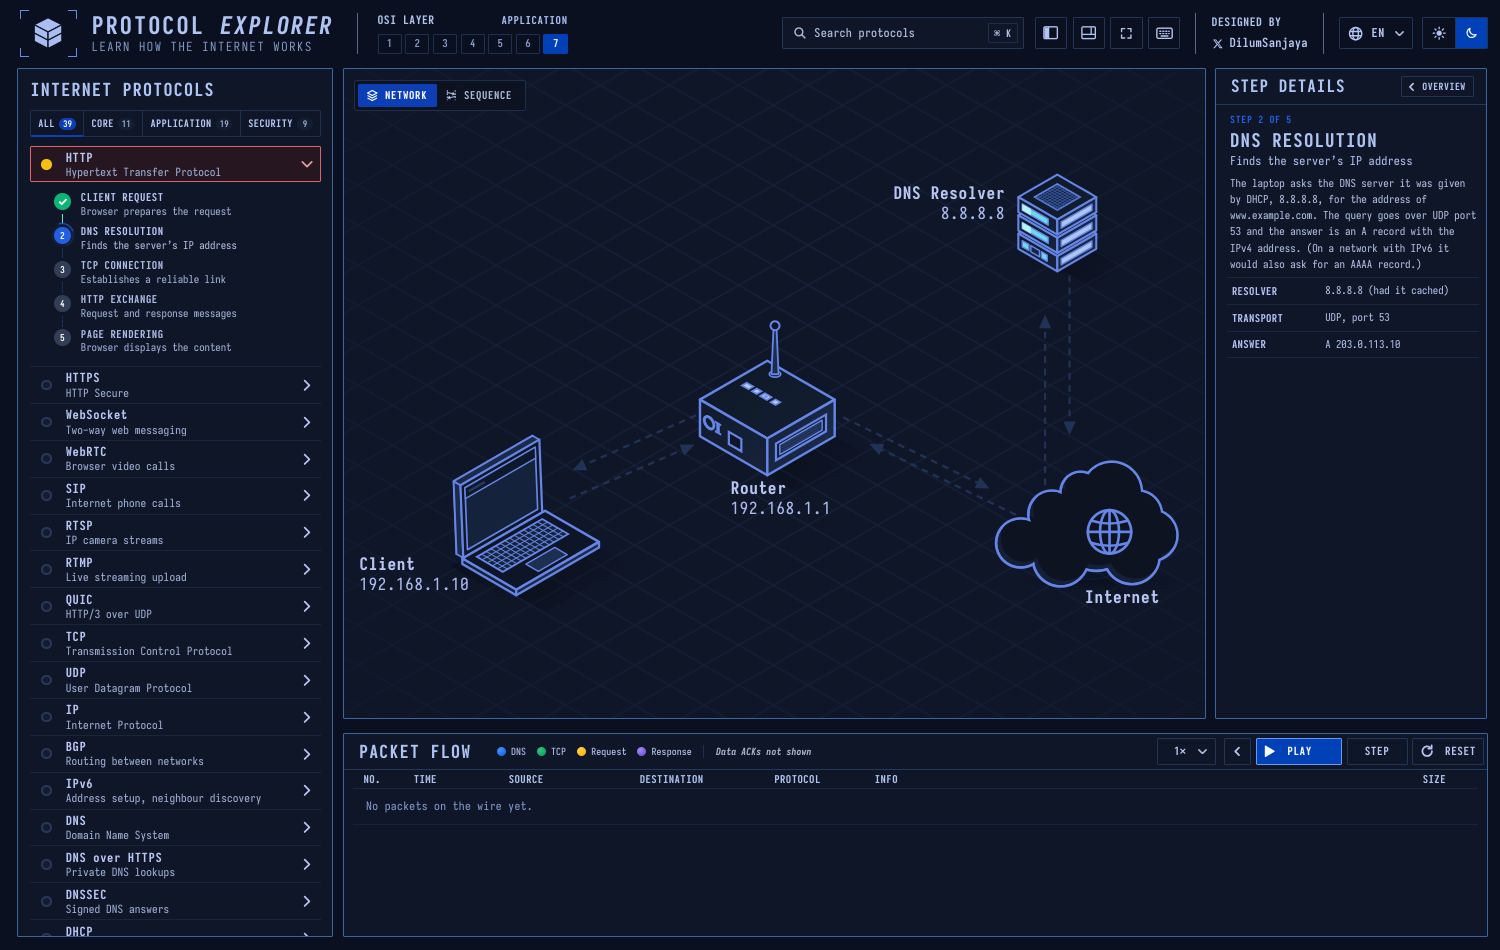 PROTOCOL EXPLORER
LEARN HOW THE INTERNET WORKS
OSI LAYER APPLICATION
1 2 3 4 5 6 7
Search protocols ⌘ K
DESIGNED BY
X DilumSanjaya
EN
INTERNET PROTOCOLS
ALL 39 CORE 11 APPLICATION 19 SECURITY 9
HTTP
Hypertext Transfer Protocol
CLIENT REQUEST
Browser prepares the request
2 DNS RESOLUTION
Finds the server's IP address
3 TCP CONNECTION
Establishes a reliable link
4 HTTP EXCHANGE
Request and response messages
5 PAGE RENDERING
Browser displays the content
HTTPS
HTTP Secure
WebSocket
Two-way web messaging
WebRTC
Browser video calls
SIP
Internet phone calls
RTSP
IP camera streams
RTMP
Live streaming upload
QUIC
HTTP/3 over UDP
TCP
Transmission Control Protocol
UDP
User Datagram Protocol
IP
Internet Protocol
BGP
Routing between networks
IPv6
Address setup, neighbour discovery
DNS
Domain Name System
DNS over HTTPS
Private DNS lookups
DNSSEC
Signed DNS answers
DHCP
NETWORK SEQUENCE
DNS Resolver
8.8.8.8
Router
192.168.1.1
Client
192.168.1.10
Internet
STEP DETAILS OVERVIEW
STEP 2 OF 5
DNS RESOLUTION
Finds the server's IP address
The laptop asks the DNS server it was given
by DHCP, 8.8.8.8, for the address of
www.example.com. The query goes over UDP port
53 and the answer is an A record with the
IPv4 address. (On a network with IPv6 it
would also ask for an AAAA record.)
RESOLVER 8.8.8.8 (had it cached)
TRANSPORT UDP, port 53
ANSWER A 203.0.113.10
PACKET FLOW DNS TCP Request Response Data ACKs not shown
1× PLAY STEP RESET
NO. TIME SOURCE DESTINATION PROTOCOL INFO SIZE
No packets on the wire yet.